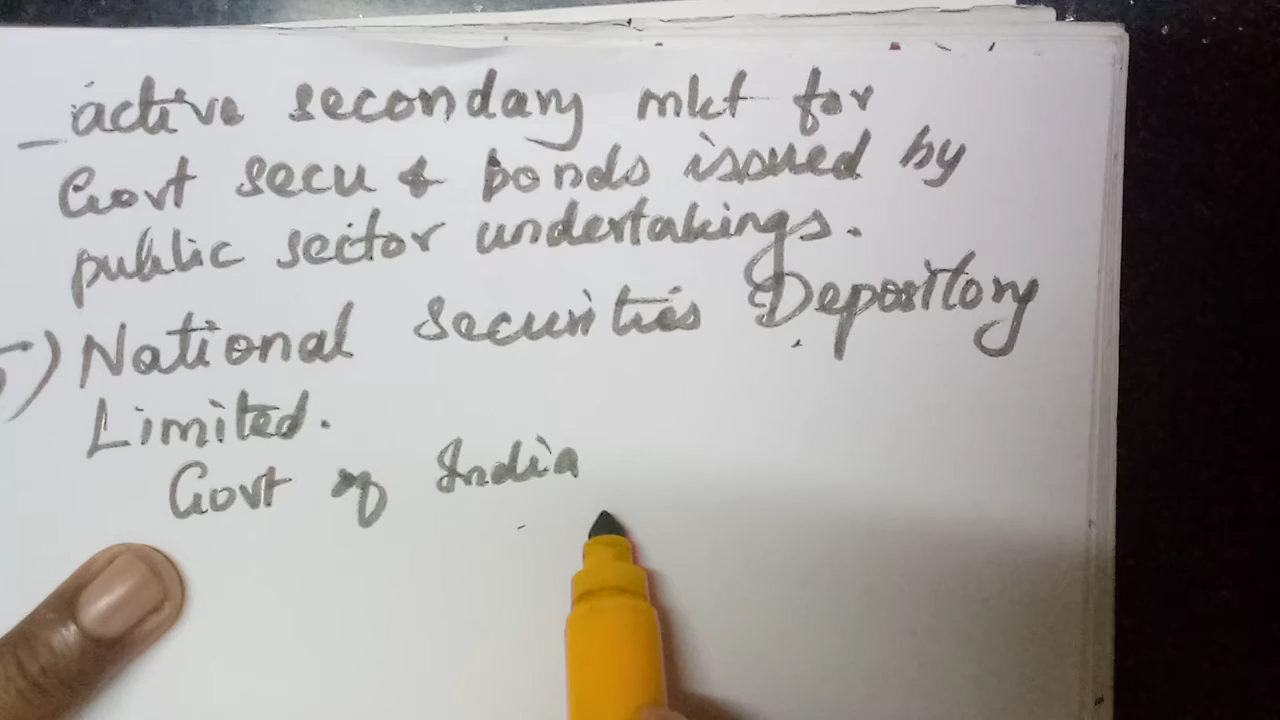 active secondary mkt for
Govt secu & bonds issued by
public sector undertakings.
5) National Securities Depository
Limited.
Govt of India